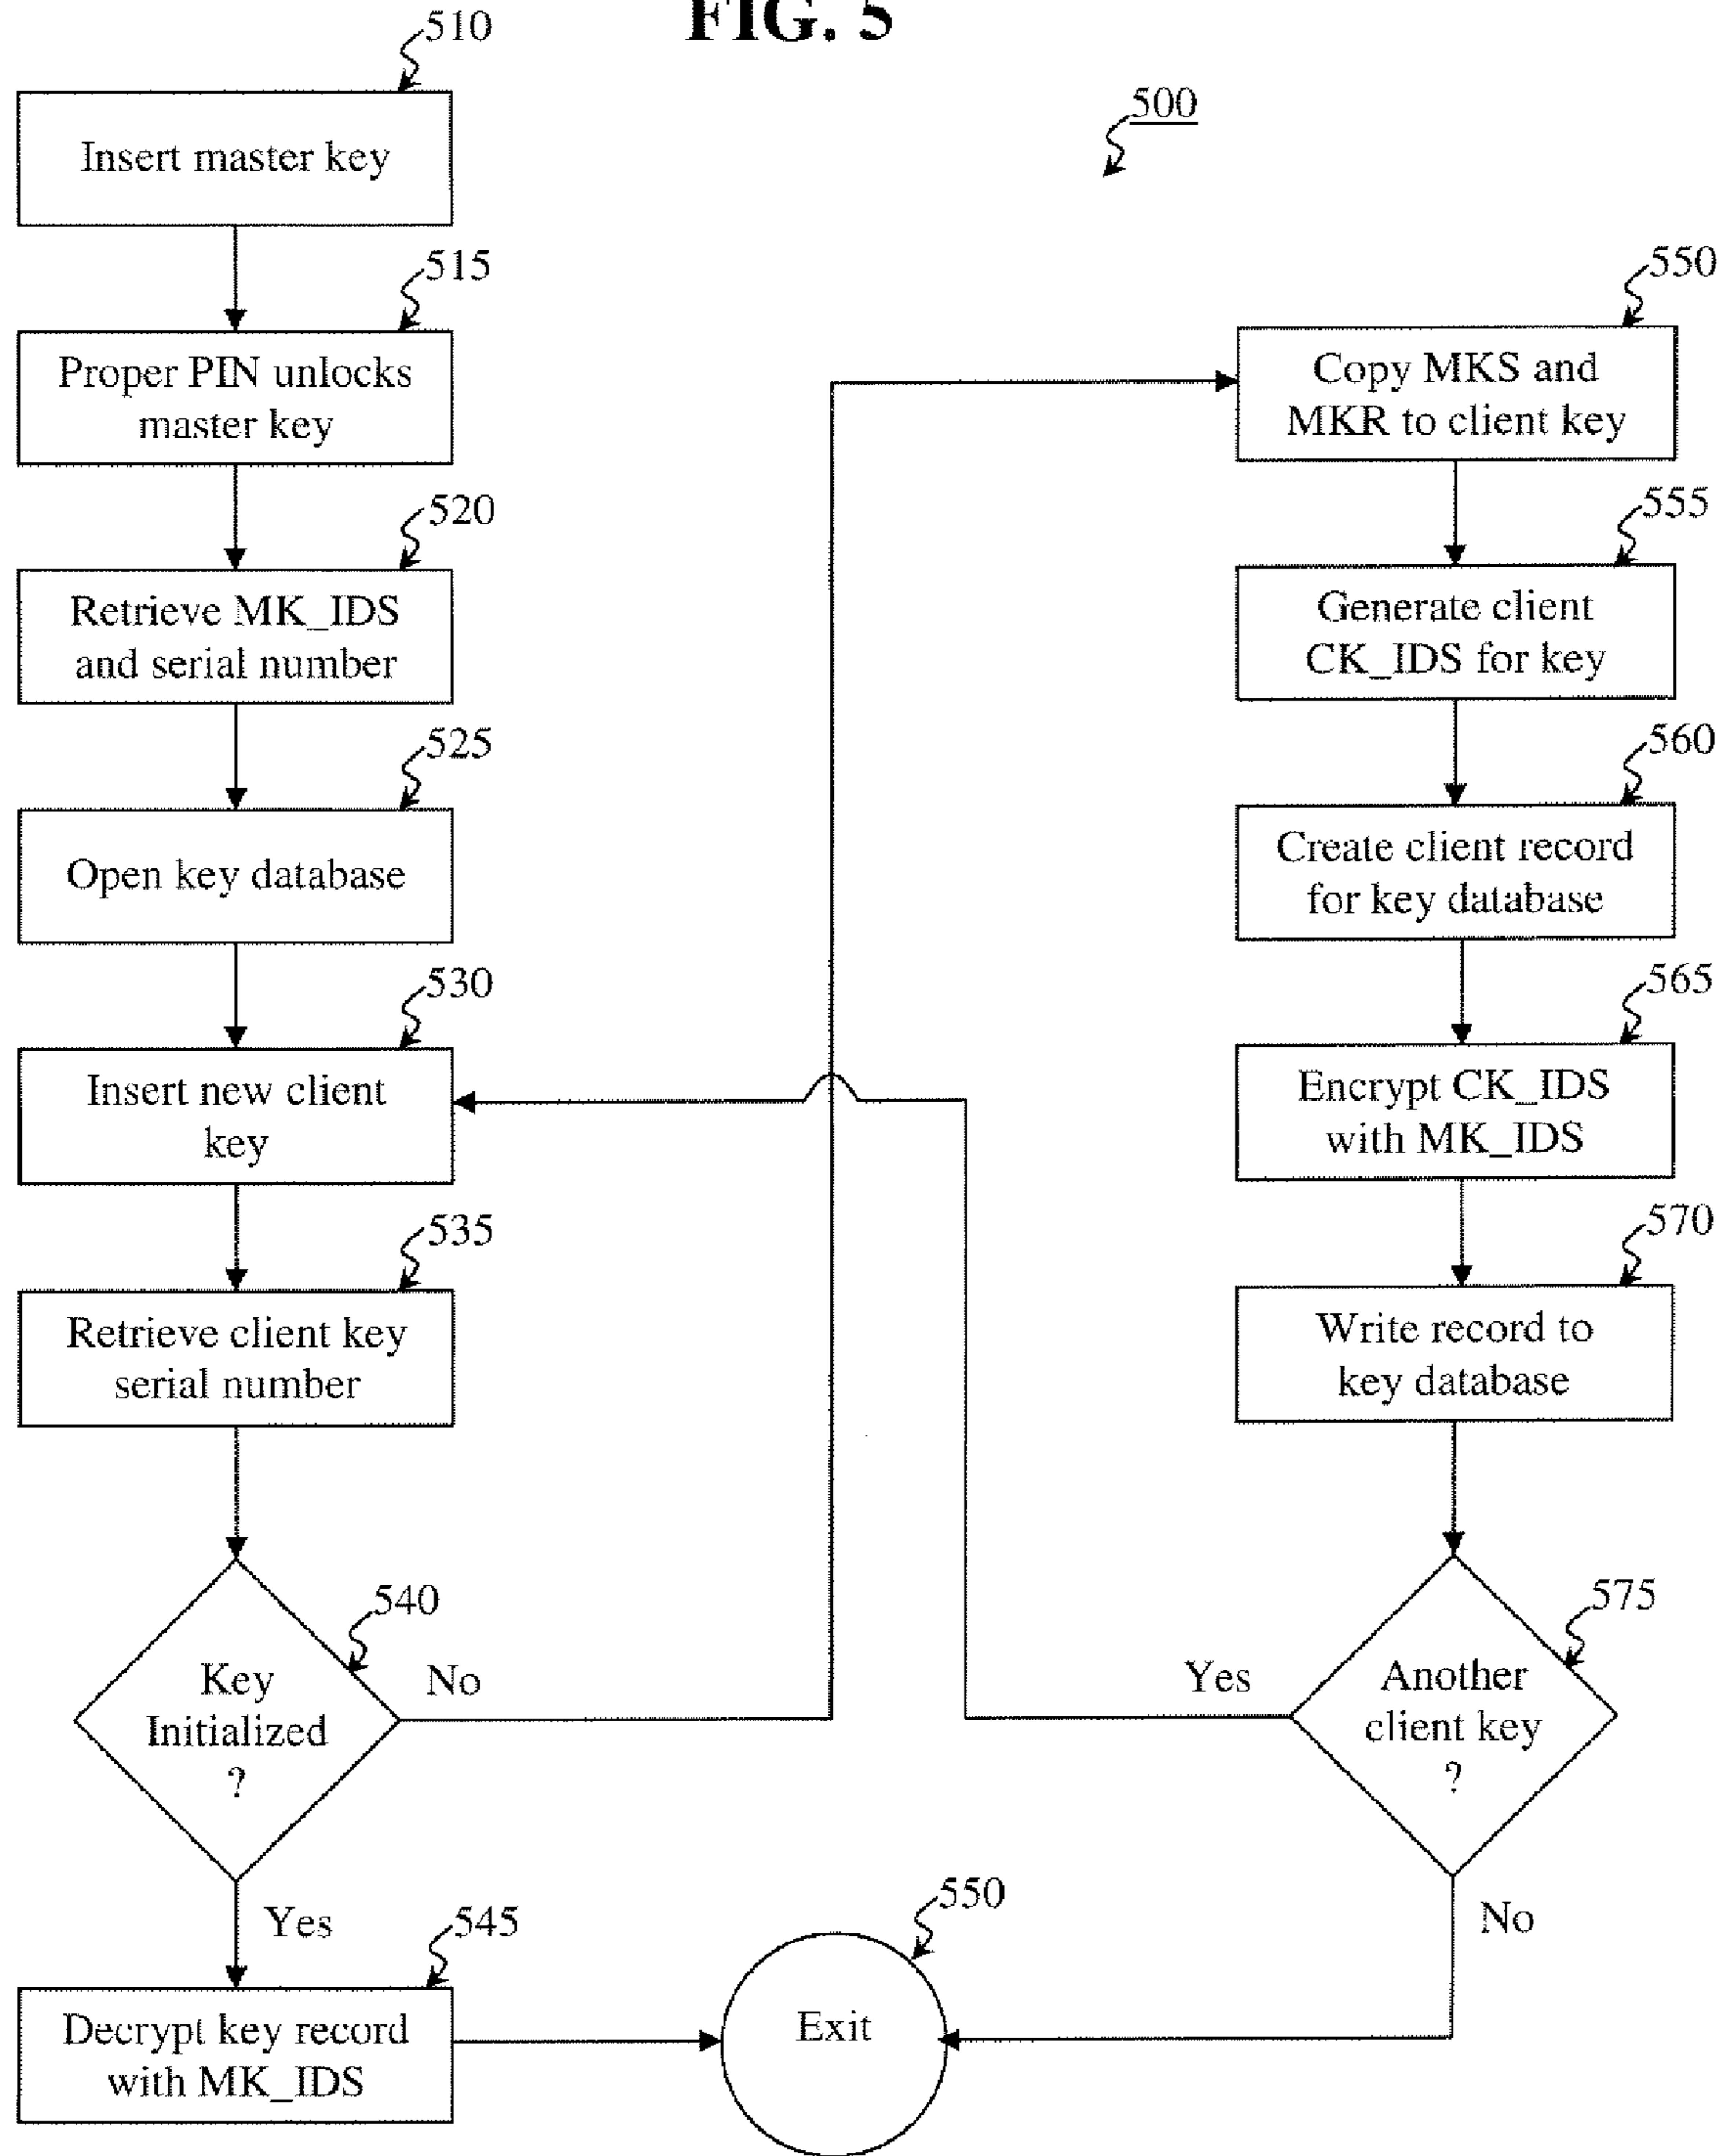 FIG. 5
500
510
Insert master key
515
Proper PIN unlocks
master key
520
Retrieve MK_IDS
and serial number
525
Open key database
530
Insert new client
key
535
Retrieve client key
serial number
540
Key
Initialized
?
No
Yes
545
Decrypt key record
with MK_IDS
550
Exit
550
Copy MKS and
MKR to client key
555
Generate client
CK_IDS for key
560
Create client record
for key database
565
Encrypt CK_IDS
with MK_IDS
570
Write record to
key database
575
Another
client key
?
Yes
No